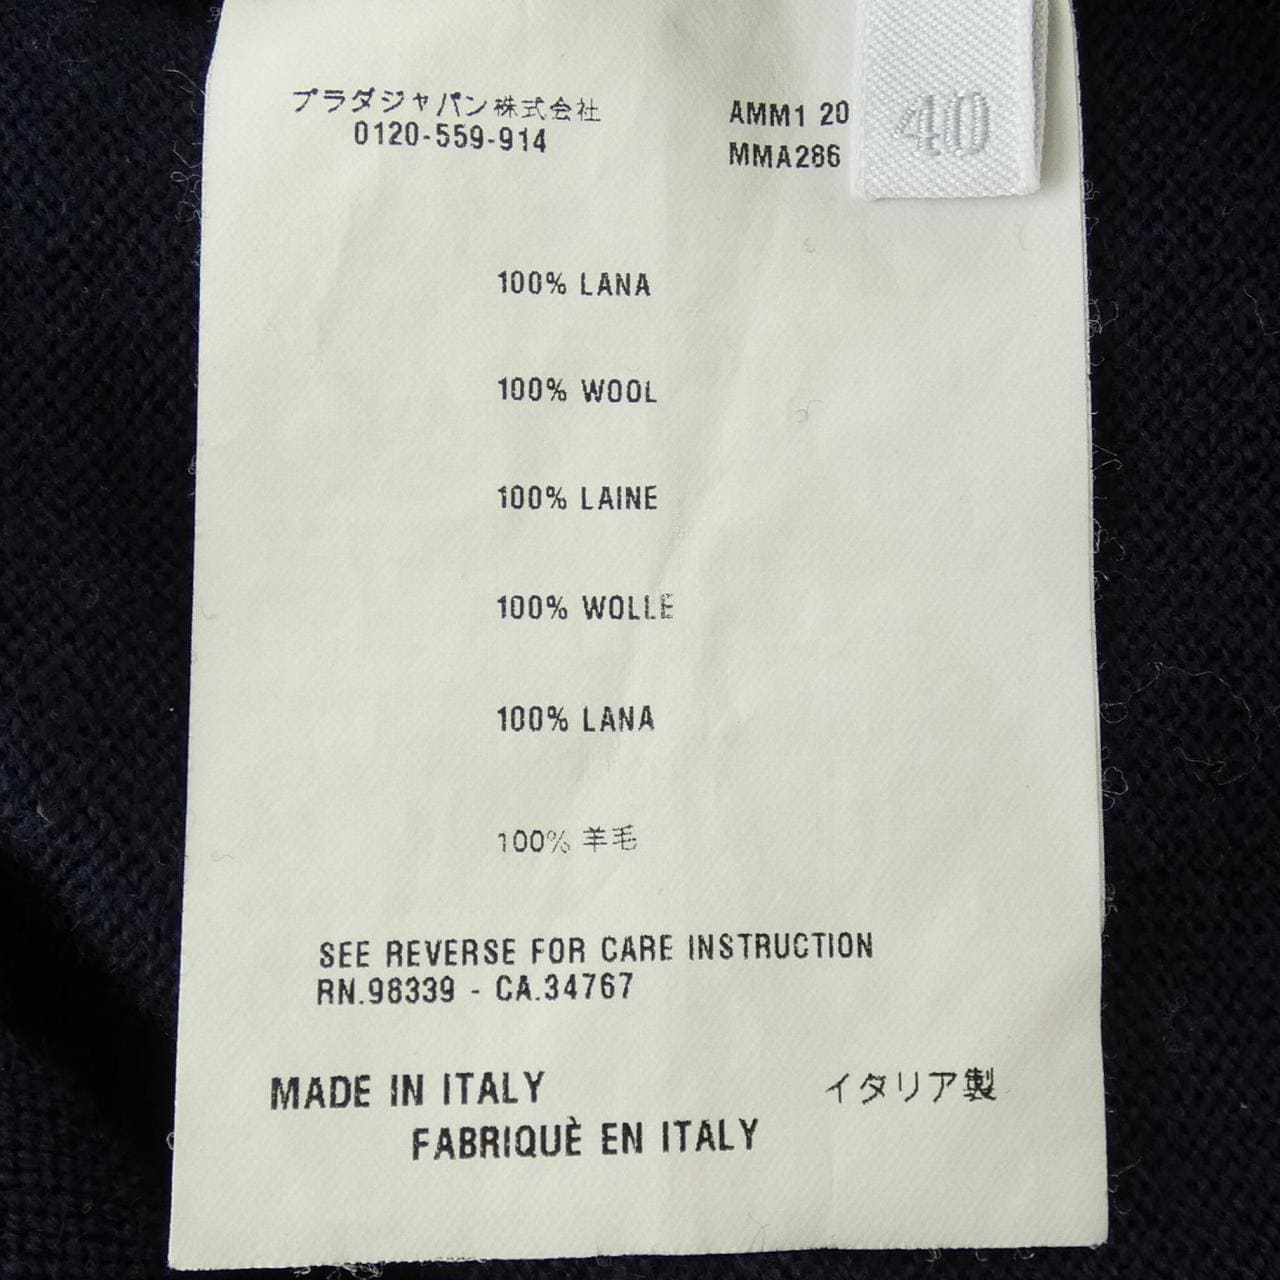 プラダジャパン株式会社
0120-559-914
AMM1 20
MMA286
40
100% LANA
100% WOOL
100% LAINE
100% WOLLE
100% LANA
100% 羊毛
SEE REVERSE FOR CARE INSTRUCTION
RN.98339 - CA.34767
MADE IN ITALY
イタリア製
FABRIQUÈ EN ITALY